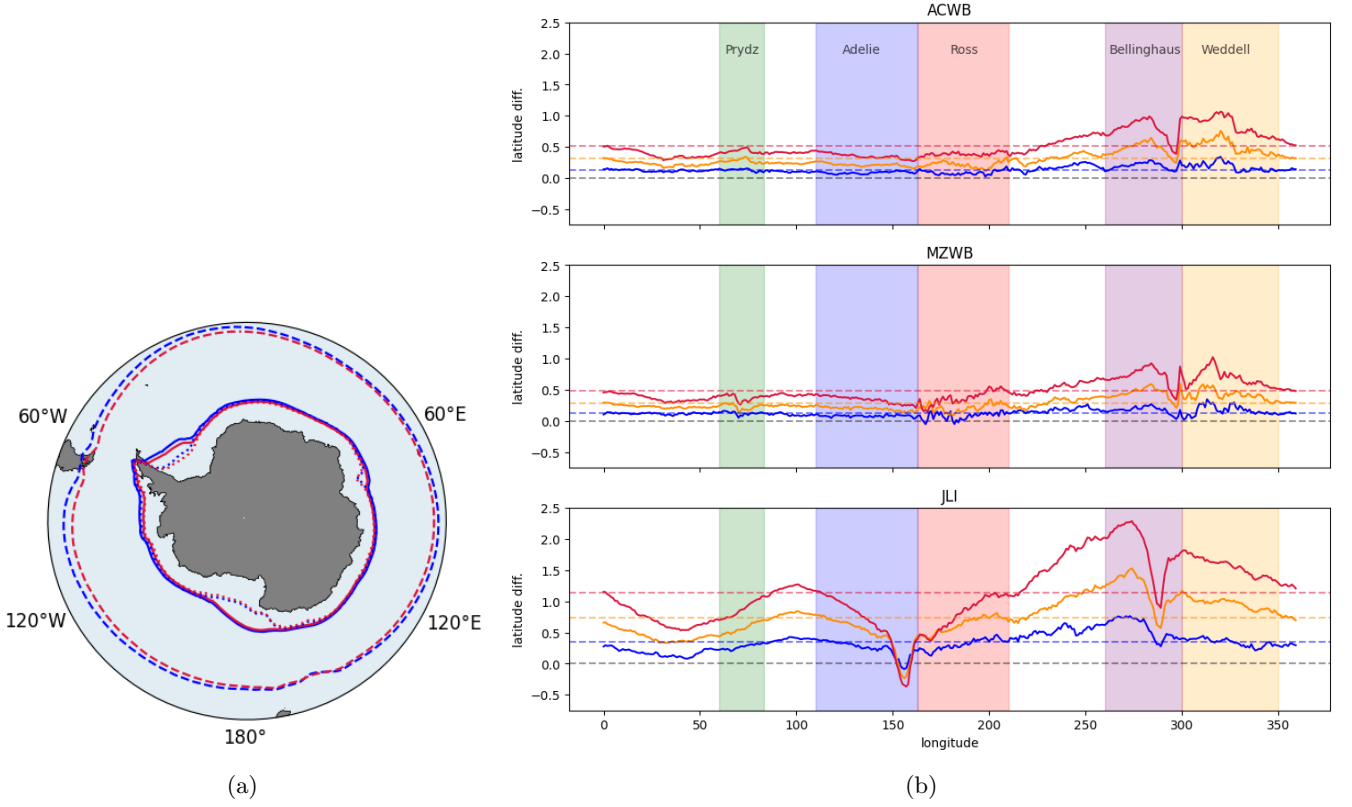 60°W
60°E
120°W
120°E
180°
(a)
ACWB
latitude diff.
2.5
2.0
1.5
1.0
0.5
0.0
−0.5
Prydz
Adelie
Ross
Bellinghaus
Weddell
MZWB
latitude diff.
2.5
2.0
1.5
1.0
0.5
0.0
−0.5
JLI
latitude diff.
2.5
2.0
1.5
1.0
0.5
0.0
−0.5
0 50 100 150 200 250 300 350
longitude
(b)